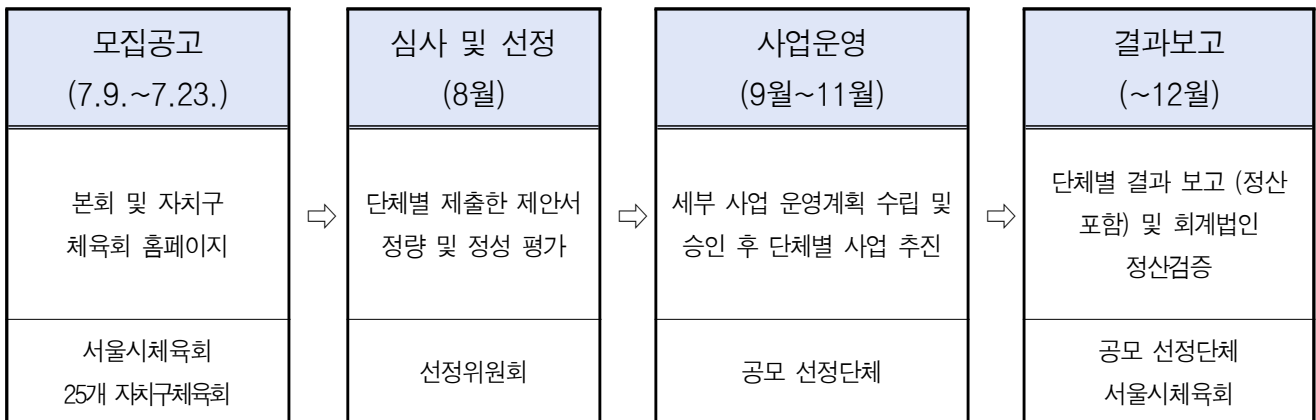 모집공고
(7.9.~7.23.)
본회 및 자치구
체육회 홈페이지
서울시체육회
25개 자치구체육회
⇨
심사 및 선정
(8월)
단체별 제출한 제안서
정량 및 정성 평가
선정위원회
⇨
사업운영
(9월~11월)
세부 사업 운영계획 수립 및
승인 후 단체별 사업 추진
공모 선정단체
⇨
결과보고
(~12월)
단체별 결과 보고 (정산
포함) 및 회계법인
정산검증
공모 선정단체
서울시체육회